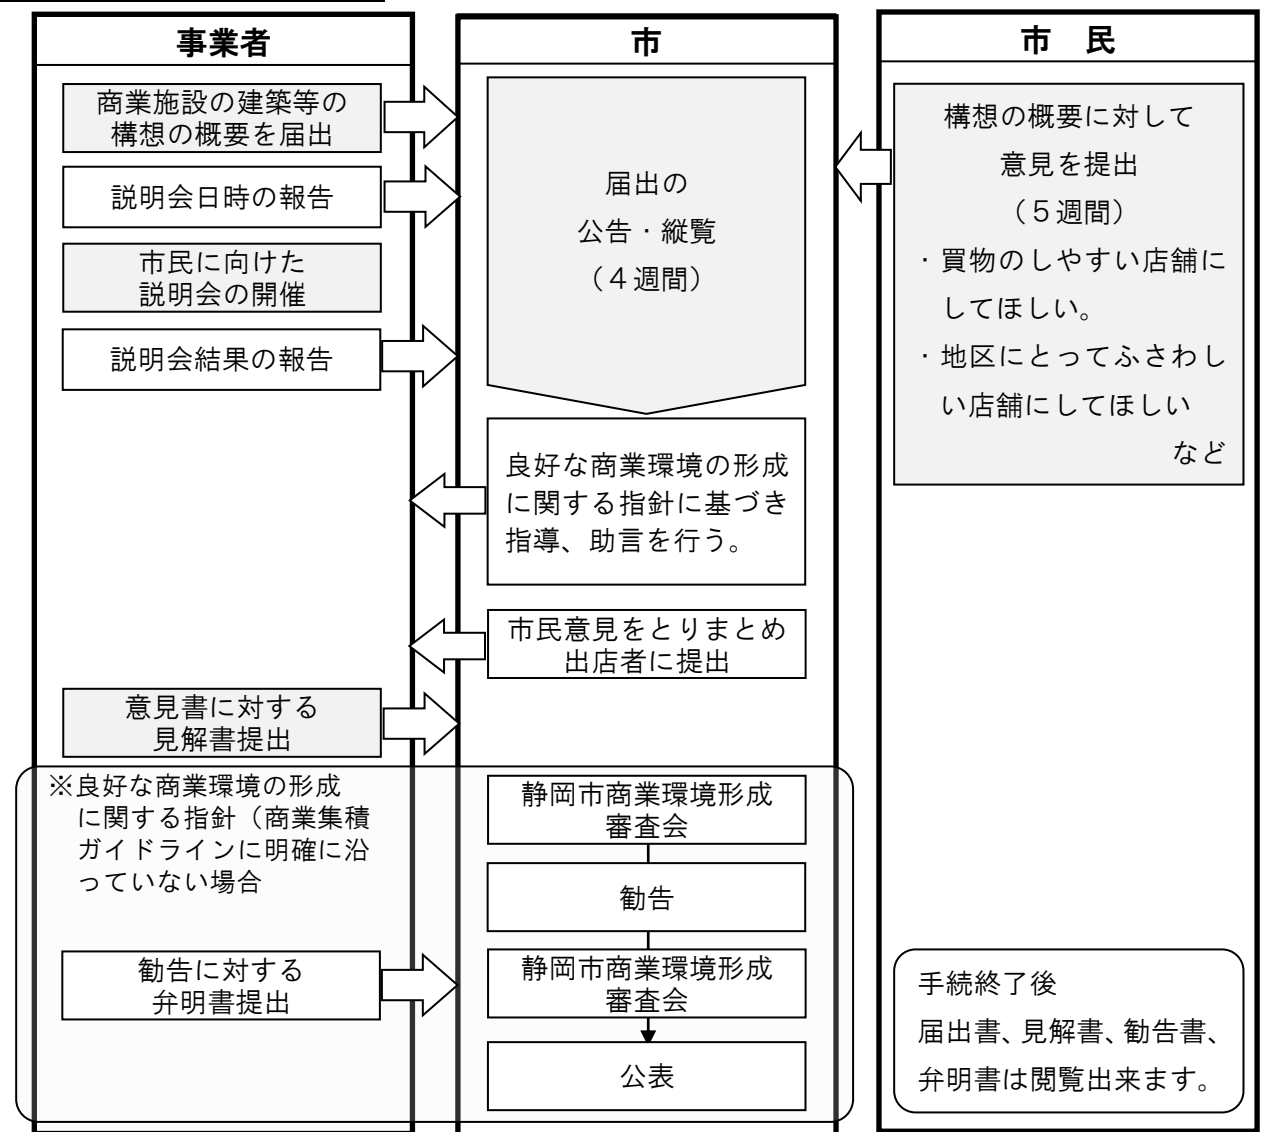 事業者
商業施設の建築等の
構想の概要を届出
説明会日時の報告
市民に向けた
説明会の開催
説明会結果の報告
意見書に対する
見解書提出
※良好な商業環境の形成
に関する指針（商業集積
ガイドラインに明確に沿
っていない場合
勧告に対する
弁明書提出
市
届出の
公告・縦覧
（４週間）
良好な商業環境の形成
に関する指針に基づき
指導、助言を行う。
市民意見をとりまとめ
出店者に提出
静岡市商業環境形成
審査会
勧告
静岡市商業環境形成
審査会
公表
市　民
構想の概要に対して
意見を提出
（５週間）
・買物のしやすい店舗に
してほしい。
・地区にとってふさわし
い店舗にしてほしい
など
手続終了後
届出書、見解書、勧告書、
弁明書は閲覧出来ます。